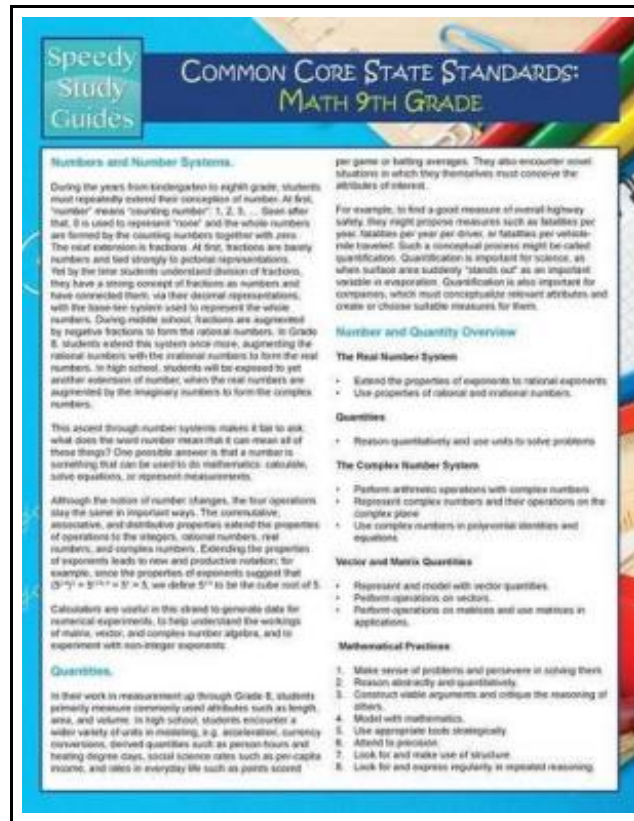 Speedy
Study
Guides
COMMON CORE STATE STANDARDS:
MATH 9TH GRADE
Numbers and Number Systems.
During the years from kindergarten to eighth grade, students
must repeatedly extend their conception of number. At first,
"number" means "counting number": 1, 2, 3, ... Soon after
that, 0 is used to represent "none" and the whole numbers
are formed by the counting numbers together with zero.
The next extension is fractions. At first, fractions are barely
numbers and tied strongly to pictorial representations.
Yet by the time students understand division of fractions,
they have a strong concept of fractions as numbers and
have connected them, via their decimal representations,
with the base-ten system used to represent the whole
numbers. During middle school, fractions are augmented
by negative fractions to form the rational numbers. In Grade
8, students extend this system once more, augmenting the
rational numbers with the irrational numbers to form the real
numbers. In high school, students will be exposed to yet
another extension of number, when the real numbers are
augmented by the imaginary numbers to form the complex
numbers.
This ascent through number systems makes it fair to ask:
what does the word number mean that it can mean all of
these things? One possible answer is that a number is
something that can be used to do mathematics: calculate,
solve equations, or represent measurements.
Although the notion of number changes, the four operations
stay the same in important ways. The commutative,
associative, and distributive properties extend the properties
of operations to the integers, rational numbers, real
numbers, and complex numbers. Extending the properties
of exponents leads to new and productive notation; for
example, since the properties of exponents suggest that
we define to be the cube root of 5.
Calculators are useful in this strand to generate data for
numerical experiments, to help understand the workings
of matrix, vector, and complex number algebra, and to
experiment with non-integer exponents.
Quantities.
In their work in measurement up through Grade 8, students
primarily measure commonly used attributes such as length,
area, and volume. In high school, students encounter a
wider variety of units in modeling, e.g. acceleration, currency
conversions, derived quantities such as person-hours and
heating degree days, social science rates such as per-capita
income, and rates in everyday life such as points scored
per game or batting averages. They also encounter novel
situations in which they themselves must conceive the
attributes of interest.
For example, to find a good measure of overall highway
safety, they might propose measures such as fatalities per
year, fatalities per year per driver, or fatalities per vehicle-
mile traveled. Such a conceptual process might be called
quantification. Quantification is important for science, as
when surface area suddenly "stands out" as an important
variable in evaporation. Quantification is also important for
companies, which must conceptualize relevant attributes and
create or choose suitable measures for them.
Number and Quantity Overview
The Real Number System
• Extend the properties of exponents to rational exponents
• Use properties of rational and irrational numbers.
Quantities
• Reason quantitatively and use units to solve problems
The Complex Number System
• Perform arithmetic operations with complex numbers
• Represent complex numbers and their operations on the
complex plane
• Use complex numbers in polynomial identities and
equations
Vector and Matrix Quantities
• Represent and model with vector quantities.
• Perform operations on vectors.
• Perform operations on matrices and use matrices in
applications.
Mathematical Practices
1. Make sense of problems and persevere in solving them.
2. Reason abstractly and quantitatively.
3. Construct viable arguments and critique the reasoning of
others.
4. Model with mathematics.
5. Use appropriate tools strategically.
6. Attend to precision.
7. Look for and make use of structure.
8. Look for and express regularity in repeated reasoning.